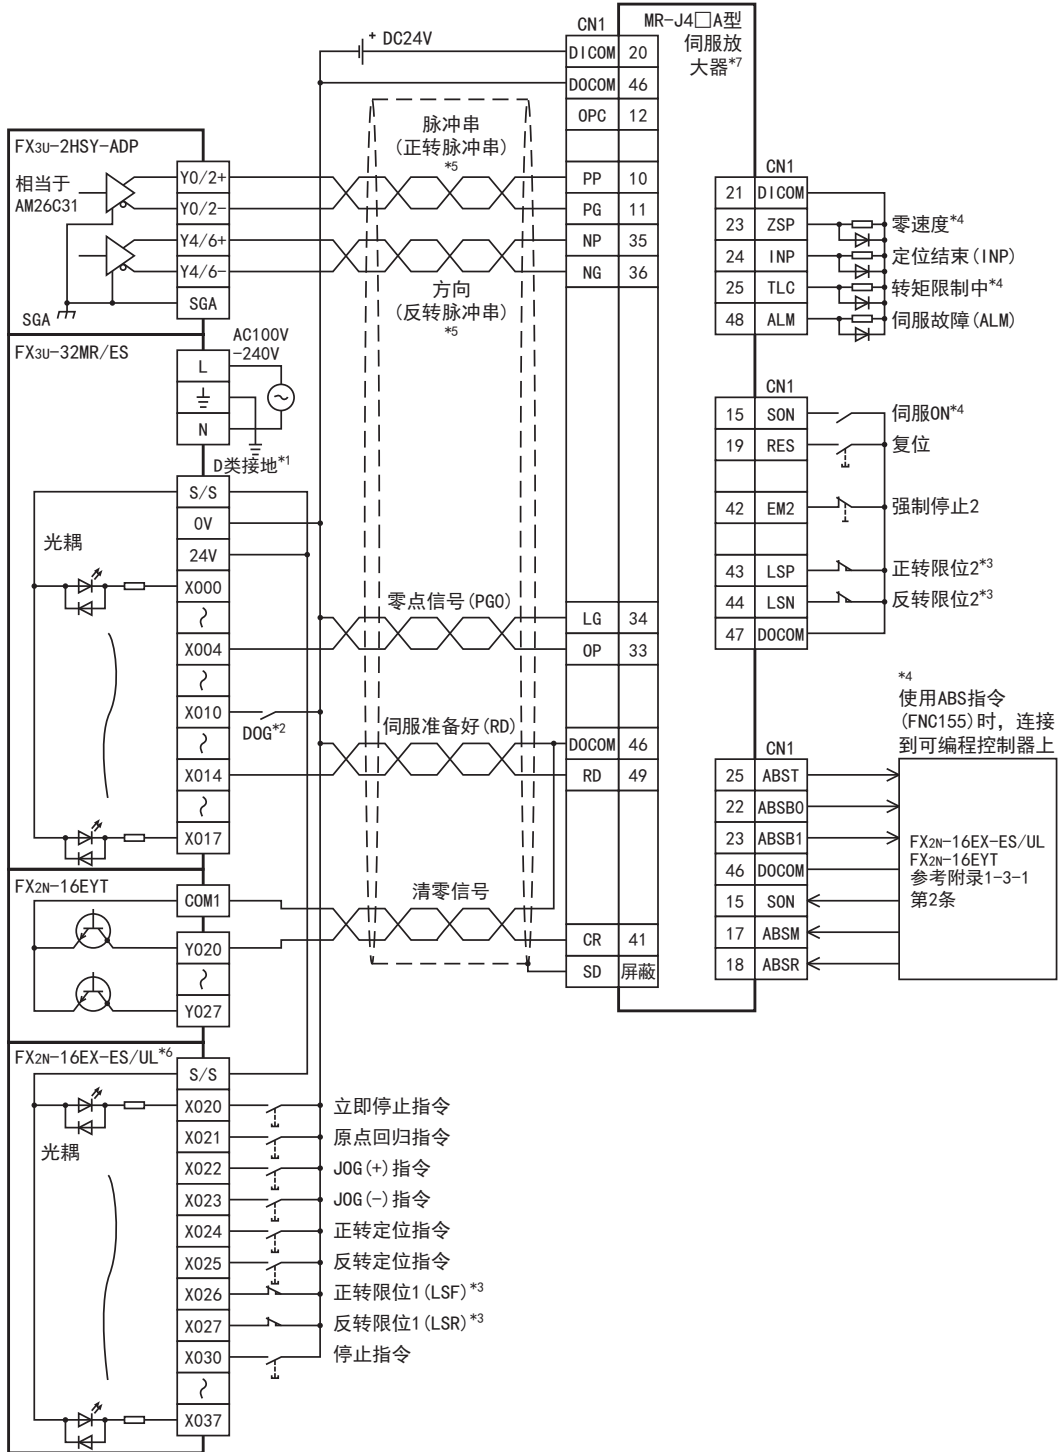 MR-J4□A型
伺服放
大器*7
CN1
DICOM 20
DOCOM 46
OPC 12
PP 10
PG 11
NP 35
NG 36
LG 34
OP 33
DOCOM 46
RD 49
CR 41
SD 屏蔽
+ DC24V
脉冲串
(正转脉冲串)
*5
方向
(反转脉冲串)
*5
零点信号(PG0)
伺服准备好(RD)
清零信号
FX3U-2HSY-ADP
相当于
AM26C31
Y0/2+
Y0/2-
Y4/6+
Y4/6-
SGA
SGA
FX3U-32MR/ES
L
N
AC100V
-240V
D类接地*1
S/S
0V
24V
光耦
X000
X004
X010
DOG*2
X014
X017
FX2N-16EYT
COM1
Y020
Y027
FX2N-16EX-ES/UL*6
S/S
光耦
X020 立即停止指令
X021 原点回归指令
X022 JOG(+)指令
X023 JOG(-)指令
X024 正转定位指令
X025 反转定位指令
X026 正转限位1(LSF)*3
X027 反转限位1(LSR)*3
X030 停止指令
X037
CN1
21 DICOM
23 ZSP 零速度*4
24 INP 定位结束(INP)
25 TLC 转矩限制中*4
48 ALM 伺服故障(ALM)
CN1
15 SON 伺服ON*4
19 RES 复位
42 EM2 强制停止2
43 LSP 正转限位2*3
44 LSN 反转限位2*3
47 DOCOM
*4
使用ABS指令
(FNC155)时，连接
到可编程控制器上
CN1
25 ABST
22 ABSB0
23 ABSB1
46 DOCOM
15 SON
17 ABSM
18 ABSR
FX2N-16EX-ES/UL
FX2N-16EYT
参考附录1-3-1
第2条